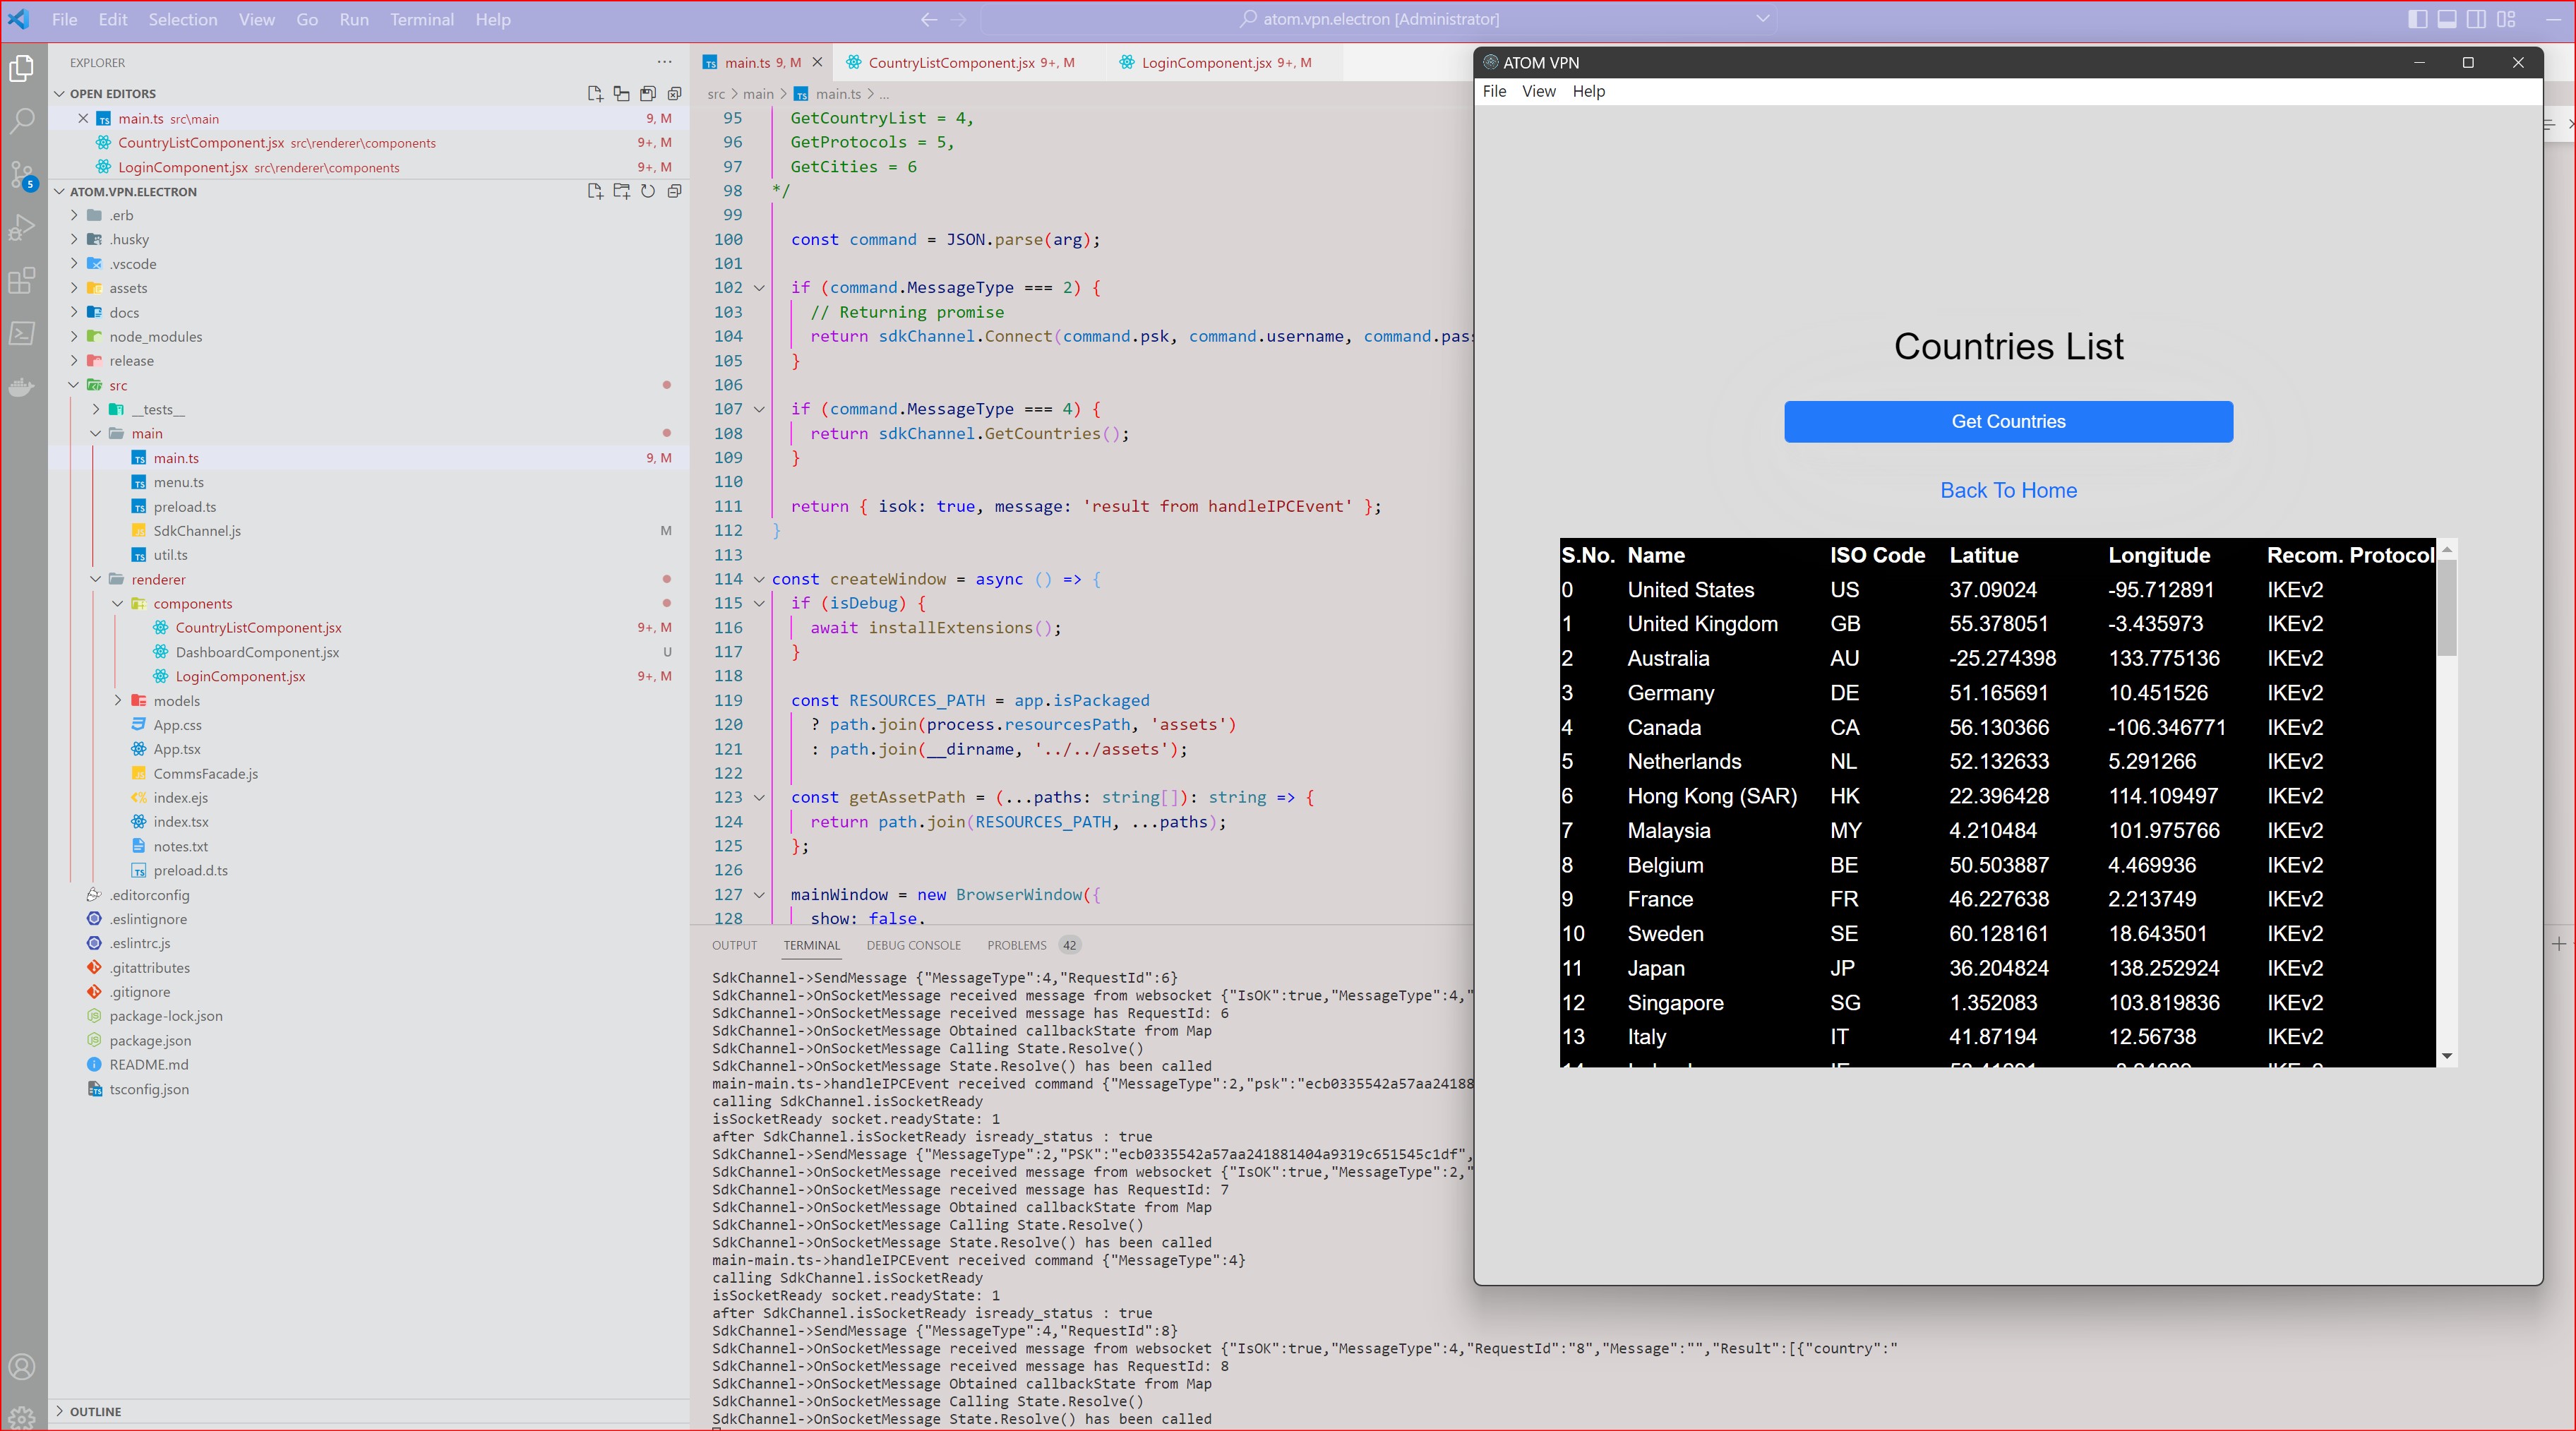 File Edit Selection View Go Run Terminal Help
atom.vpn.electron [Administrator]
EXPLORER
OPEN EDITORS
main.ts src\main 9, M
CountryListComponent.jsx src\renderer\components 9+, M
LoginComponent.jsx src\renderer\components 9+, M
ATOM.VPN.ELECTRON
.erb
.husky
.vscode
assets
docs
node_modules
release
src
__tests__
main
main.ts 9, M
menu.ts
preload.ts
SdkChannel.js M
util.ts
renderer
components
CountryListComponent.jsx 9+, M
DashboardComponent.jsx U
LoginComponent.jsx 9+, M
models
App.css
App.tsx
CommsFacade.js
index.ejs
index.tsx
notes.txt
preload.d.ts
.editorconfig
.eslintignore
.eslintrc.js
.gitattributes
.gitignore
package-lock.json
package.json
README.md
tsconfig.json
OUTLINE
5
main.ts 9, M CountryListComponent.jsx 9+, M LoginComponent.jsx 9+, M
src > main > main.ts > ...
95 GetCountryList = 4,
96 GetProtocols = 5,
97 GetCities = 6
98 */
99
100 const command = JSON.parse(arg);
101
102 if (command.MessageType === 2) {
103 // Returning promise
104 return sdkChannel.Connect(command.psk, command.username, command.pas
105 }
106
107 if (command.MessageType === 4) {
108 return sdkChannel.GetCountries();
109 }
110
111 return { isok: true, message: 'result from handleIPCEvent' };
112 }
113
114 const createWindow = async () => {
115 if (isDebug) {
116 await installExtensions();
117 }
118
119 const RESOURCES_PATH = app.isPackaged
120 ? path.join(process.resourcesPath, 'assets')
121 : path.join(__dirname, '../../assets');
122
123 const getAssetPath = (...paths: string[]): string => {
124 return path.join(RESOURCES_PATH, ...paths);
125 };
126
127 mainWindow = new BrowserWindow({
128 show: false,
OUTPUT TERMINAL DEBUG CONSOLE PROBLEMS 42
SdkChannel->SendMessage {"MessageType":4,"RequestId":6}
SdkChannel->OnSocketMessage received message from websocket {"IsOK":true,"MessageType":4,"
SdkChannel->OnSocketMessage received message has RequestId: 6
SdkChannel->OnSocketMessage Obtained callbackState from Map
SdkChannel->OnSocketMessage Calling State.Resolve()
SdkChannel->OnSocketMessage State.Resolve() has been called
main-main.ts->handleIPCEvent received command {"MessageType":2,"psk":"ecb0335542a57aa24188
calling SdkChannel.isSocketReady
isSocketReady socket.readyState: 1
after SdkChannel.isSocketReady isready_status : true
SdkChannel->SendMessage {"MessageType":2,"PSK":"ecb0335542a57aa241881404a9319c651545c1df",
SdkChannel->OnSocketMessage received message from websocket {"IsOK":true,"MessageType":2,"
SdkChannel->OnSocketMessage received message has RequestId: 7
SdkChannel->OnSocketMessage Obtained callbackState from Map
SdkChannel->OnSocketMessage Calling State.Resolve()
SdkChannel->OnSocketMessage State.Resolve() has been called
main-main.ts->handleIPCEvent received command {"MessageType":4}
calling SdkChannel.isSocketReady
isSocketReady socket.readyState: 1
after SdkChannel.isSocketReady isready_status : true
SdkChannel->SendMessage {"MessageType":4,"RequestId":8}
SdkChannel->OnSocketMessage received message from websocket {"IsOK":true,"MessageType":4,"RequestId":"8","Message":"","Result":[{"country":"
SdkChannel->OnSocketMessage received message has RequestId: 8
SdkChannel->OnSocketMessage Obtained callbackState from Map
SdkChannel->OnSocketMessage Calling State.Resolve()
SdkChannel->OnSocketMessage State.Resolve() has been called
ATOM VPN
File View Help
Countries List
Get Countries
Back To Home
S.No. Name ISO Code Latitue Longitude Recom. Protocol
0 United States US 37.09024 -95.712891 IKEv2
1 United Kingdom GB 55.378051 -3.435973 IKEv2
2 Australia AU -25.274398 133.775136 IKEv2
3 Germany DE 51.165691 10.451526 IKEv2
4 Canada CA 56.130366 -106.346771 IKEv2
5 Netherlands NL 52.132633 5.291266 IKEv2
6 Hong Kong (SAR) HK 22.396428 114.109497 IKEv2
7 Malaysia MY 4.210484 101.975766 IKEv2
8 Belgium BE 50.503887 4.469936 IKEv2
9 France FR 46.227638 2.213749 IKEv2
10 Sweden SE 60.128161 18.643501 IKEv2
11 Japan JP 36.204824 138.252924 IKEv2
12 Singapore SG 1.352083 103.819836 IKEv2
13 Italy IT 41.87194 12.56738 IKEv2